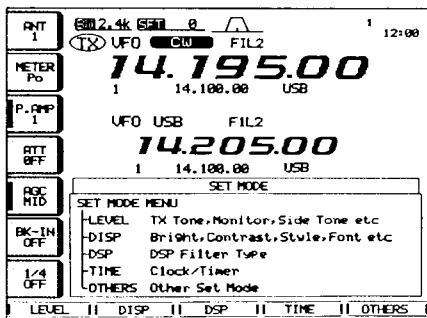 ANT
1
METER
Po
P.AMP
1
ATT
OFF
AGC
MID
BK-IN
OFF
1/4
OFF
BW 2.4k SFT 0
1
12:00
TX VFO CW FIL2
14.195.00
1 14.100.00 USB
VFO USB FIL2
14.205.00
1 14.100.00 USB
SET MODE
SET MODE MENU
LEVEL TX Tone,Monitor,Side Tone etc
DISP Bright,Contrast,Style,Font etc
DSP DSP Filter Type
TIME Clock/Timer
OTHERS Other Set Mode
LEVEL DISP DSP TIME OTHERS